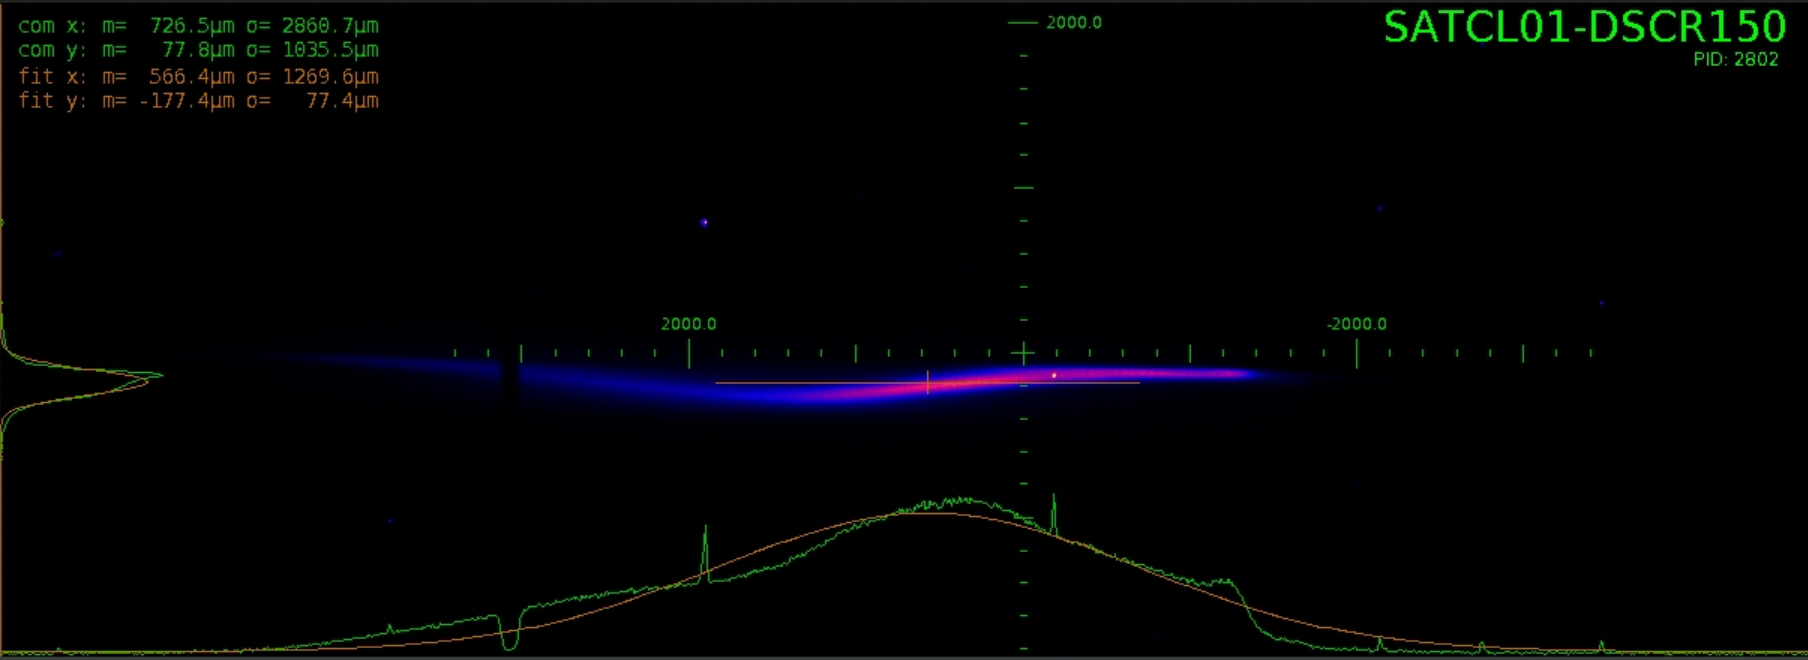 com x: m= 726.5µm σ= 2860.7µm
com y: m= 77.8µm σ= 1035.5µm
fit x: m= 566.4µm σ= 1269.6µm
fit y: m= -177.4µm σ= 77.4µm
2000.0
SATCL01-DSCR150
PID: 2802
2000.0
-2000.0